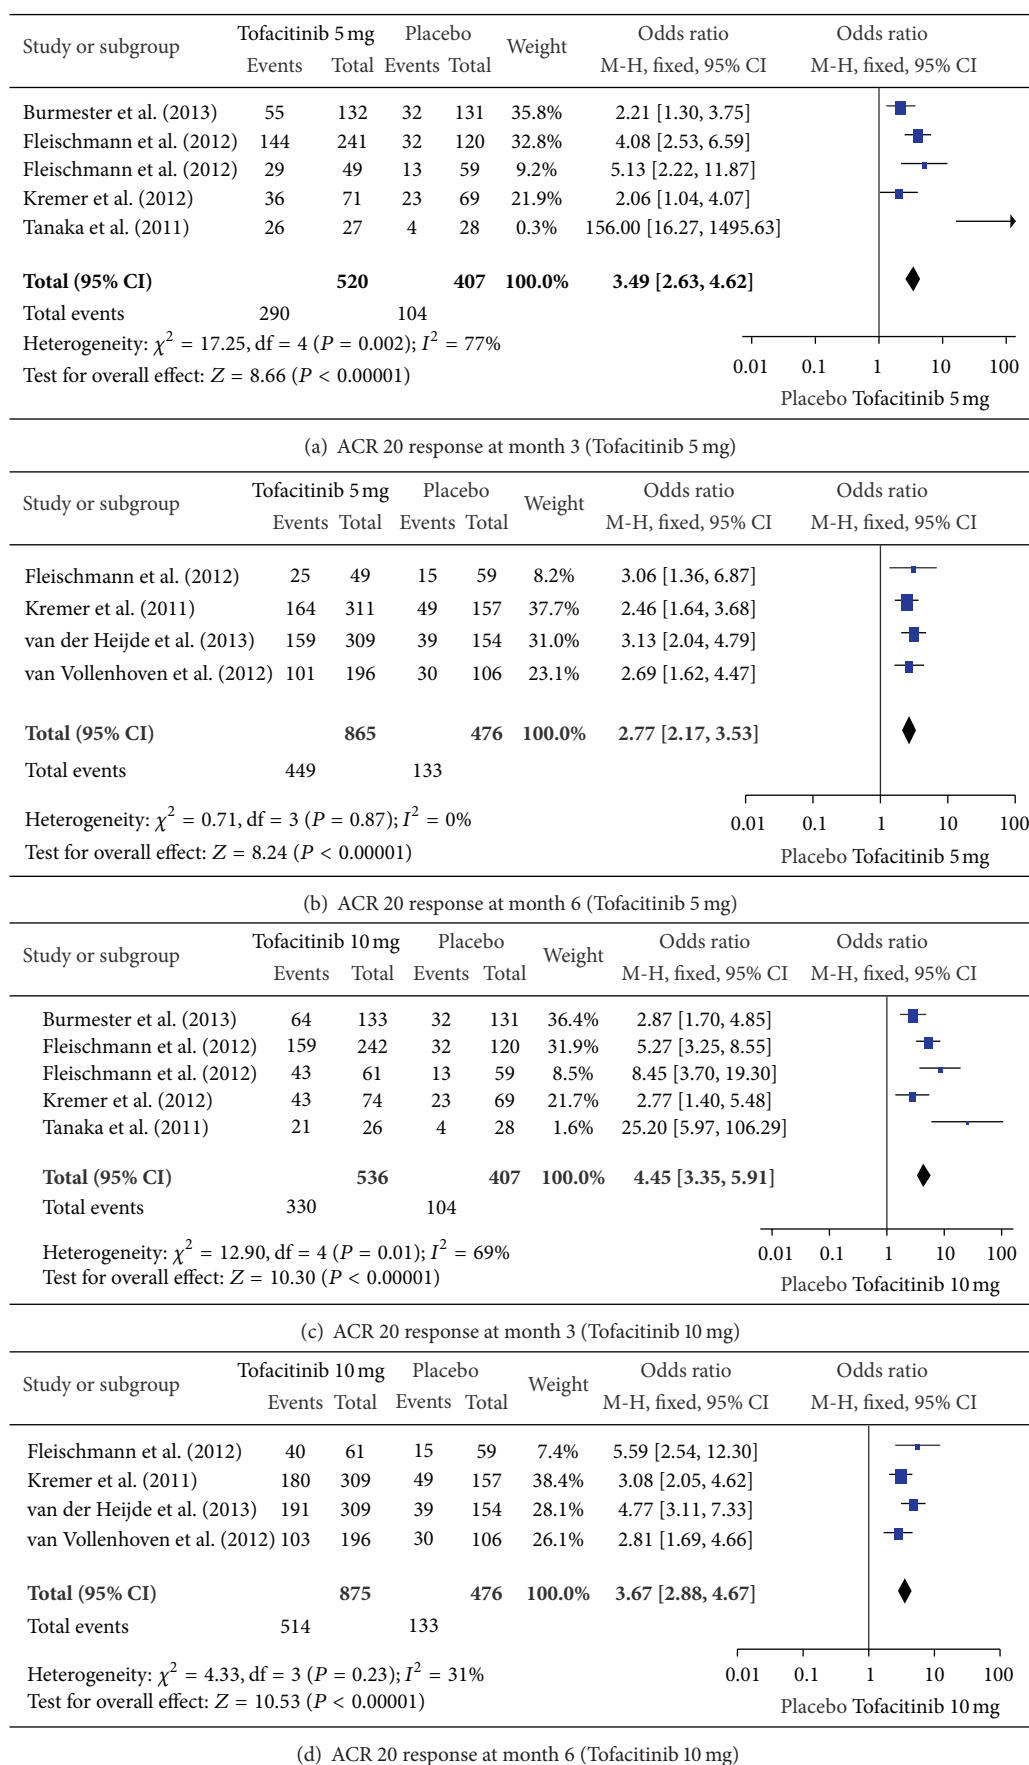 Study or subgroup Tofacitinib 5 mg Placebo Weight Odds ratio Odds ratio
Events Total Events Total M-H, fixed, 95% CI M-H, fixed, 95% CI
Burmester et al. (2013) 55 132 32 131 35.8% 2.21 [1.30, 3.75]
Fleischmann et al. (2012) 144 241 32 120 32.8% 4.08 [2.53, 6.59]
Fleischmann et al. (2012) 29 49 13 59 9.2% 5.13 [2.22, 11.87]
Kremer et al. (2012) 36 71 23 69 21.9% 2.06 [1.04, 4.07]
Tanaka et al. (2011) 26 27 4 28 0.3% 156.00 [16.27, 1495.63]
Total (95% CI) 520 407 100.0% 3.49 [2.63, 4.62]
Total events 290 104
Heterogeneity: χ² = 17.25, df = 4 (P = 0.002); I² = 77%
Test for overall effect: Z = 8.66 (P < 0.00001)
0.01 0.1 1 10 100
Placebo Tofacitinib 5 mg
(a) ACR 20 response at month 3 (Tofacitinib 5 mg)
Study or subgroup Tofacitinib 5 mg Placebo Weight Odds ratio Odds ratio
Events Total Events Total M-H, fixed, 95% CI M-H, fixed, 95% CI
Fleischmann et al. (2012) 25 49 15 59 8.2% 3.06 [1.36, 6.87]
Kremer et al. (2011) 164 311 49 157 37.7% 2.46 [1.64, 3.68]
van der Heijde et al. (2013) 159 309 39 154 31.0% 3.13 [2.04, 4.79]
van Vollenhoven et al. (2012) 101 196 30 106 23.1% 2.69 [1.62, 4.47]
Total (95% CI) 865 476 100.0% 2.77 [2.17, 3.53]
Total events 449 133
Heterogeneity: χ² = 0.71, df = 3 (P = 0.87); I² = 0%
Test for overall effect: Z = 8.24 (P < 0.00001)
0.01 0.1 1 10 100
Placebo Tofacitinib 5 mg
(b) ACR 20 response at month 6 (Tofacitinib 5 mg)
Study or subgroup Tofacitinib 10 mg Placebo Weight Odds ratio Odds ratio
Events Total Events Total M-H, fixed, 95% CI M-H, fixed, 95% CI
Burmester et al. (2013) 64 133 32 131 36.4% 2.87 [1.70, 4.85]
Fleischmann et al. (2012) 159 242 32 120 31.9% 5.27 [3.25, 8.55]
Fleischmann et al. (2012) 43 61 13 59 8.5% 8.45 [3.70, 19.30]
Kremer et al. (2012) 43 74 23 69 21.7% 2.77 [1.40, 5.48]
Tanaka et al. (2011) 21 26 4 28 1.6% 25.20 [5.97, 106.29]
Total (95% CI) 536 407 100.0% 4.45 [3.35, 5.91]
Total events 330 104
Heterogeneity: χ² = 12.90, df = 4 (P = 0.01); I² = 69%
Test for overall effect: Z = 10.30 (P < 0.00001)
0.01 0.1 1 10 100
Placebo Tofacitinib 10 mg
(c) ACR 20 response at month 3 (Tofacitinib 10 mg)
Study or subgroup Tofacitinib 10 mg Placebo Weight Odds ratio Odds ratio
Events Total Events Total M-H, fixed, 95% CI M-H, fixed, 95% CI
Fleischmann et al. (2012) 40 61 15 59 7.4% 5.59 [2.54, 12.30]
Kremer et al. (2011) 180 309 49 157 38.4% 3.08 [2.05, 4.62]
van der Heijde et al. (2013) 191 309 39 154 28.1% 4.77 [3.11, 7.33]
van Vollenhoven et al. (2012) 103 196 30 106 26.1% 2.81 [1.69, 4.66]
Total (95% CI) 875 476 100.0% 3.67 [2.88, 4.67]
Total events 514 133
Heterogeneity: χ² = 4.33, df = 3 (P = 0.23); I² = 31%
Test for overall effect: Z = 10.53 (P < 0.00001)
0.01 0.1 1 10 100
Placebo Tofacitinib 10 mg
(d) ACR 20 response at month 6 (Tofacitinib 10 mg)